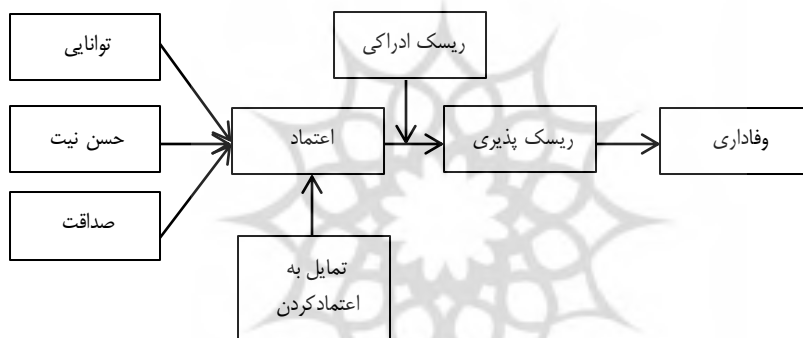 توانایی
ریسک ادراکی
حسن نیت
اعتماد
ریسک پذیری
وفاداری
صداقت
تمایل به
اعتمادکردن